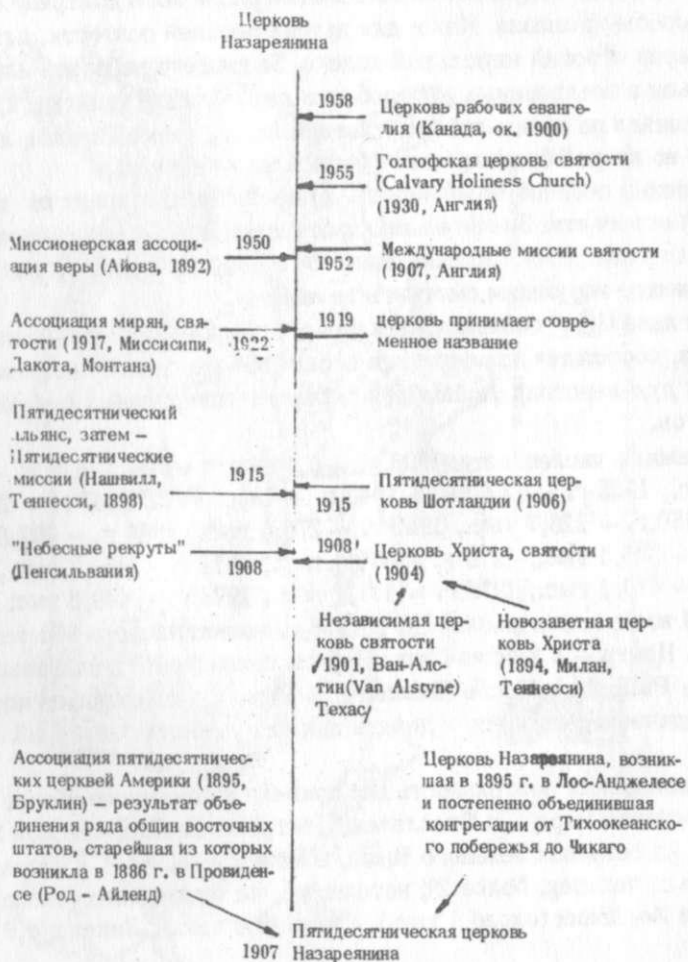 Церковь
Назареянина
1958
Церковь рабочих еванге-
лия (Канада, ок. 1900)
1955
Голгофская церковь святости
(Calvary Holiness Church)
(1930, Англия)
Миссионерская ассоци-
ация веры (Айова, 1892)
1950
1952
Международные миссии святости
(1907, Англия)
Ассоциация мирян, свя-
тости (1917, Миссисипи,
Дакота, Монтана)
1922
1919
церковь принимает совре-
менное название
Пятидесятнический
льянс, затем —
Пятидесятнические
миссии (Нашвилл,
Теннесси, 1898)
1915
1915
Пятидесятническая цер-
ковь Шотландии (1906)
"Небесные рекруты"
(Пенсильвания)
1908
1908
Церковь Христа, святости
(1904)
Независимая цер-
ковь святости
/1901, Ван-Алс-
тин(Van Alstyne)
Техас/
Новозаветная цер-
ковь Христа
(1894, Милан,
Теннесси)
Ассоциация пятидесятничес-
ких церквей Америки (1895,
Бруклин) — результат объе-
динения ряда общин восточных
штатов, старейшая из которых
возникла в 1886 г. в Провиден-
се (Род - Айленд)
Церковь Назареянина, возник-
шая в 1895 г. в Лос-Анджелесе
и постепенно объединившая
конгрегации от Тихоокеанско-
го побережья до Чикаго
1907
Пятидесятническая церковь
Назареянина